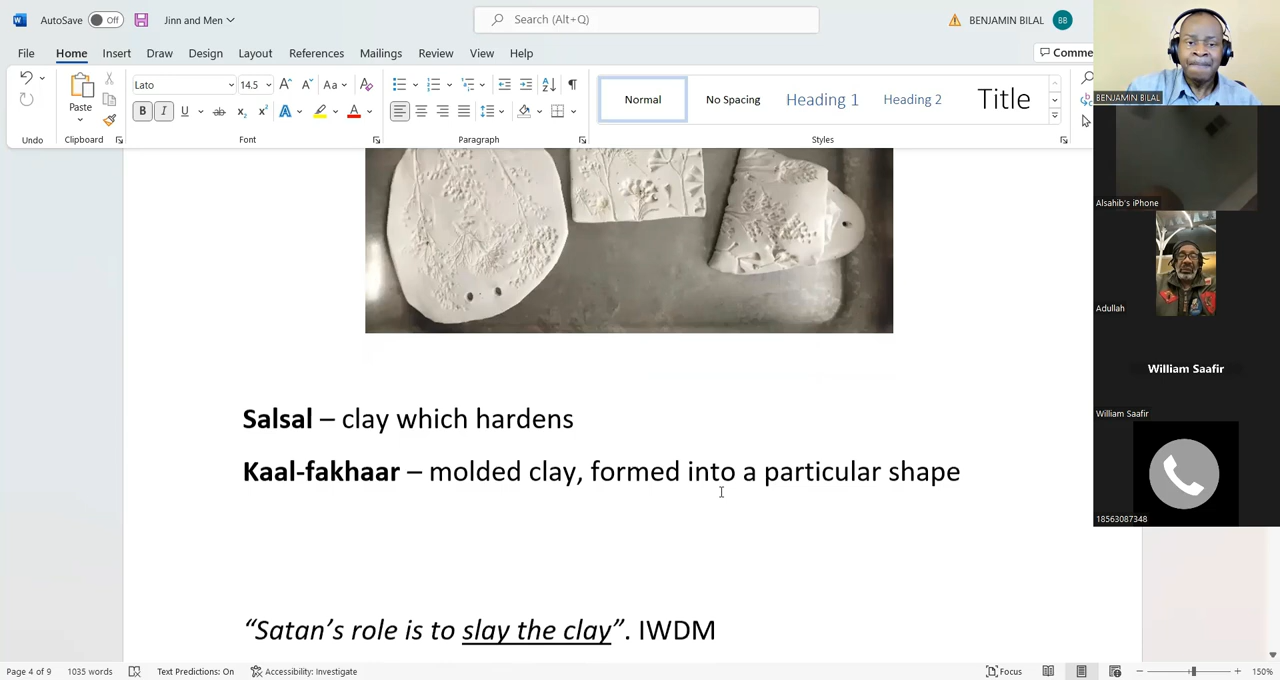 AutoSave Off Jinn and Men Search (Alt+Q) BENJAMIN BILAL BB
File Home Insert Draw Design Layout References Mailings Review View Help Comme
Lato 14.5 Aa
Paste
B I U ab x₂ x² A A
Normal No Spacing Heading 1 Heading 2 Title
Undo Clipboard Font Paragraph Styles
BENJAMIN BILAL
Alsahib's iPhone
Adullah
William Saafir
William Saafir
18563087348
Salsal – clay which hardens
Kaal-fakhaar – molded clay, formed into a particular shape
“Satan’s role is to slay the clay”. IWDM
Page 4 of 9 1035 words Text Predictions: On Accessibility: Investigate Focus 150%